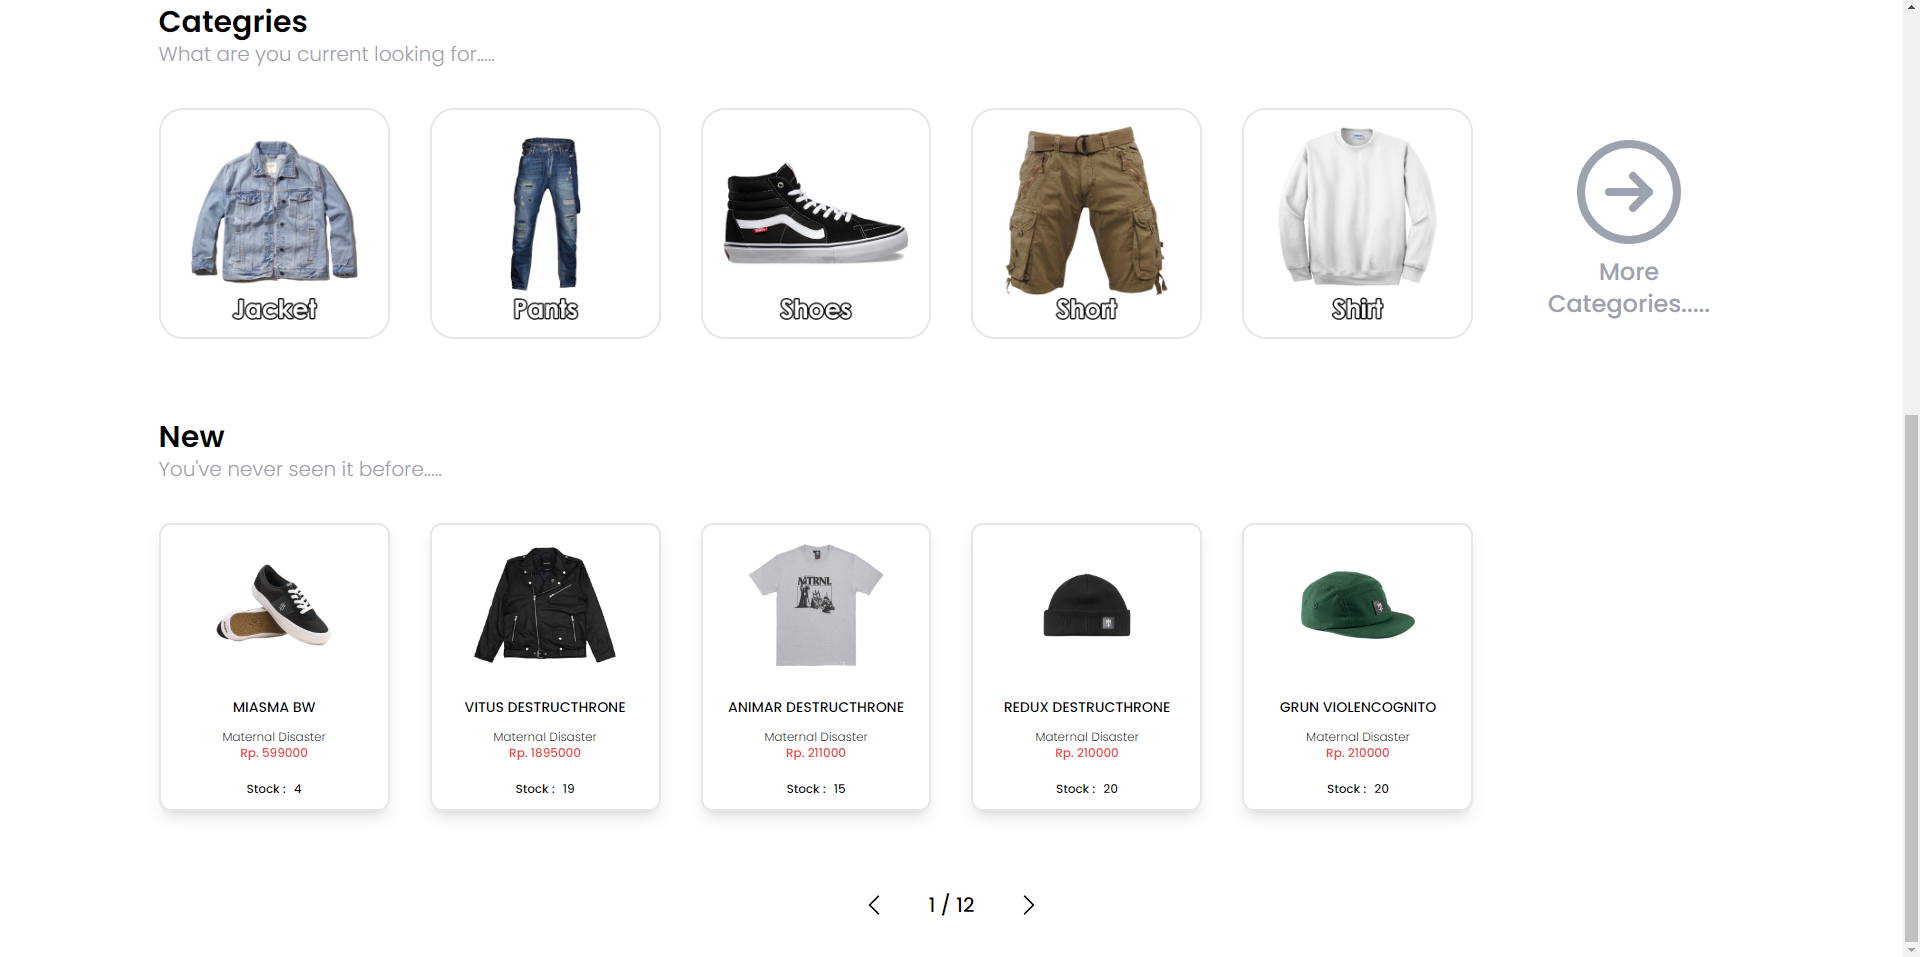 Categries
What are you current looking for.....
Jacket
Pants
Shoes
Short
Shirt
More
Categories.....
New
You've never seen it before.....
MTRNL
MIASMA BW
Maternal Disaster
Rp. 599000
Stock : 4
VITUS DESTRUCTHRONE
Maternal Disaster
Rp. 1895000
Stock : 19
ANIMAR DESTRUCTHRONE
Maternal Disaster
Rp. 211000
Stock : 15
REDUX DESTRUCTHRONE
Maternal Disaster
Rp. 210000
Stock : 20
GRUN VIOLENCOGNITO
Maternal Disaster
Rp. 210000
Stock : 20
1 / 12